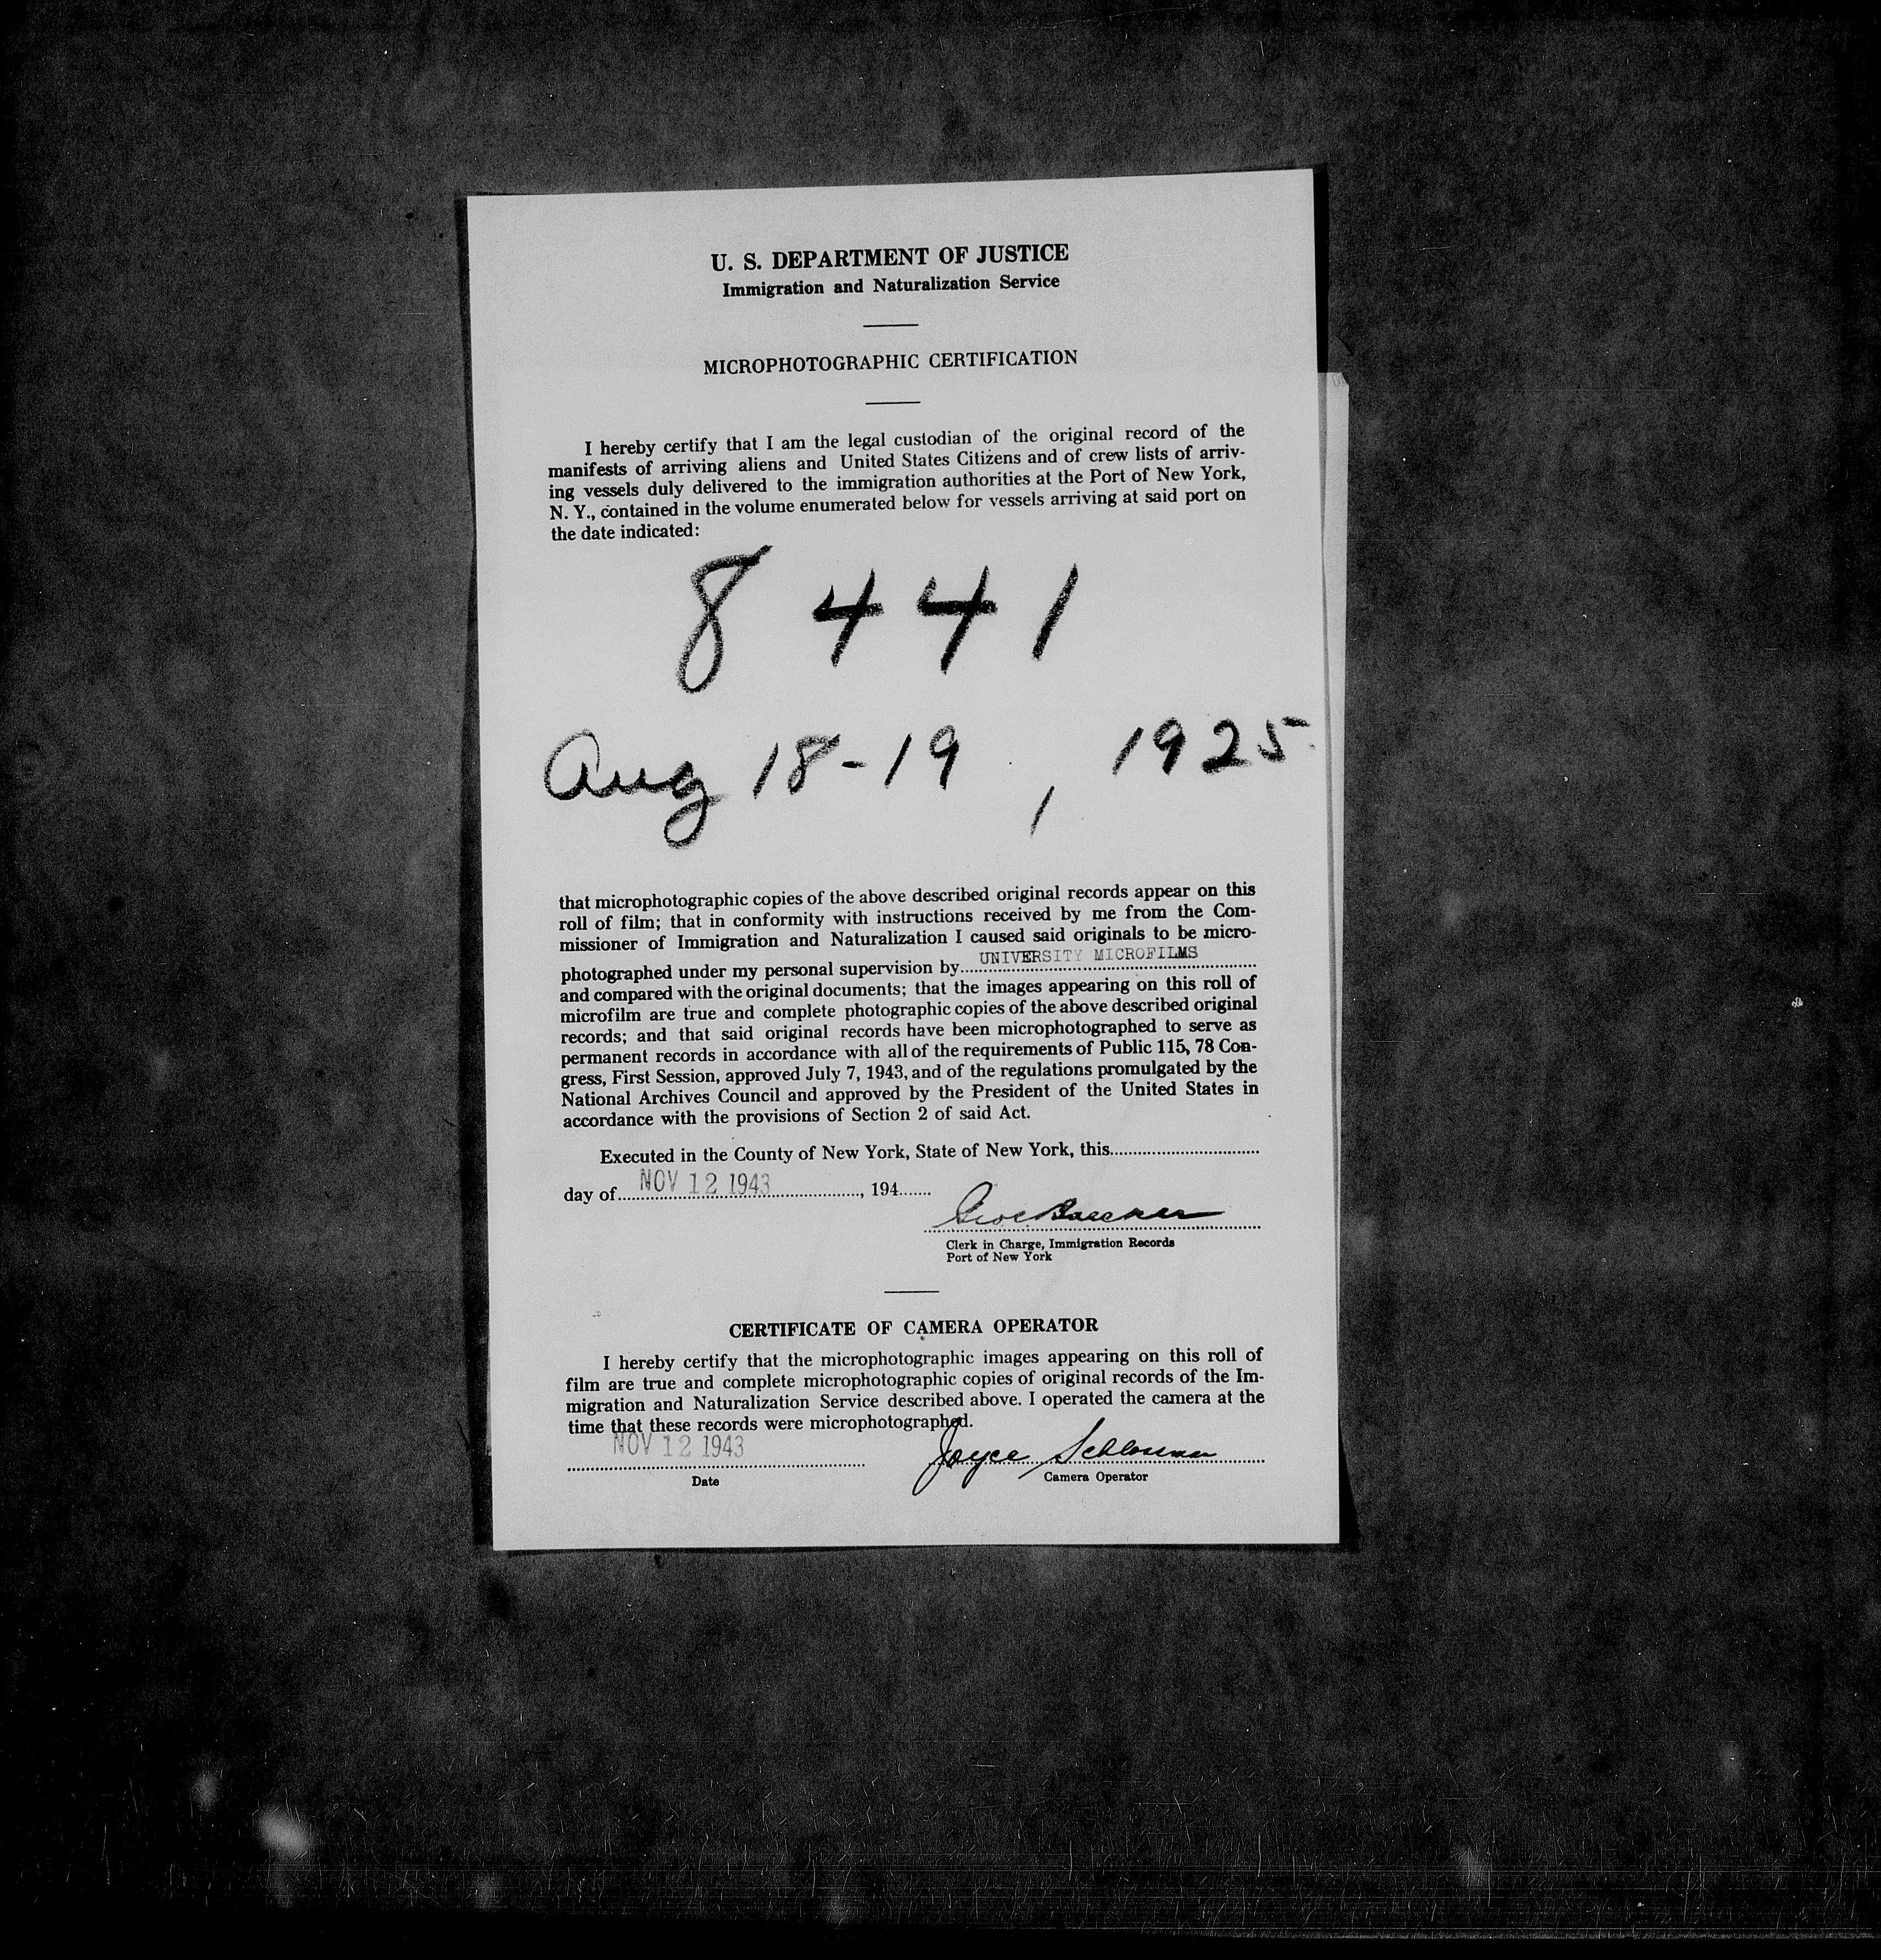 U. S. DEPARTMENT OF JUSTICE
Immigration and Naturalization Service
MICROPHOTOGRAPHIC CERTIFICATION
I hereby certify that I am the legal custodian of the original record of the
manifests of arriving aliens and United States Citizens and of crew lists of arriv-
ing vessels duly delivered to the immigration authorities at the Port of New York,
N. Y., contained in the volume enumerated below for vessels arriving at said port on
the date indicated:
8441
Aug 18-19, 1925
that microphotographic copies of the above described original records appear on this
roll of film; that in conformity with instructions received by me from the Com-
missioner of Immigration and Naturalization I caused said originals to be micro-
photographed under my personal supervision by UNIVERSITY MICROFILMS
and compared with the original documents; that the images appearing on this roll of
microfilm are true and complete photographic copies of the above described original
records; and that said original records have been microphotographed to serve as
permanent records in accordance with all of the requirements of Public 115, 78 Con-
gress, First Session, approved July 7, 1943, and of the regulations promulgated by the
National Archives Council and approved by the President of the United States in
accordance with the provisions of Section 2 of said Act.
Executed in the County of New York, State of New York, this
day of NOV 12 1943, 194
Clerk in Charge, Immigration Records
Port of New York
CERTIFICATE OF CAMERA OPERATOR
I hereby certify that the microphotographic images appearing on this roll of
film are true and complete microphotographic copies of original records of the Im-
migration and Naturalization Service described above. I operated the camera at the
time that these records were microphotographed.
NOV 12 1943 Joyce
Date Camera Operator